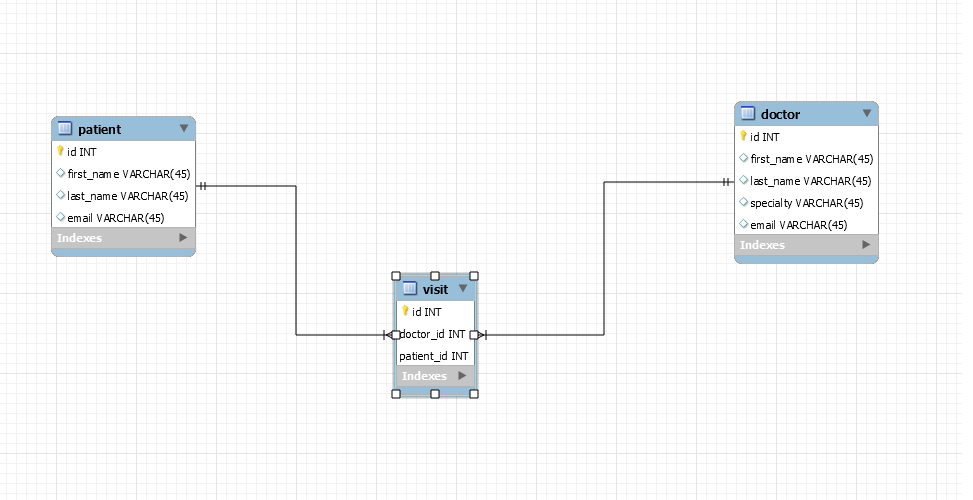 patient
id INT
first_name VARCHAR(45)
last_name VARCHAR(45)
email VARCHAR(45)
Indexes
doctor
id INT
first_name VARCHAR(45)
last_name VARCHAR(45)
specialty VARCHAR(45)
email VARCHAR(45)
Indexes
visit
id INT
doctor_id INT
patient_id INT
Indexes